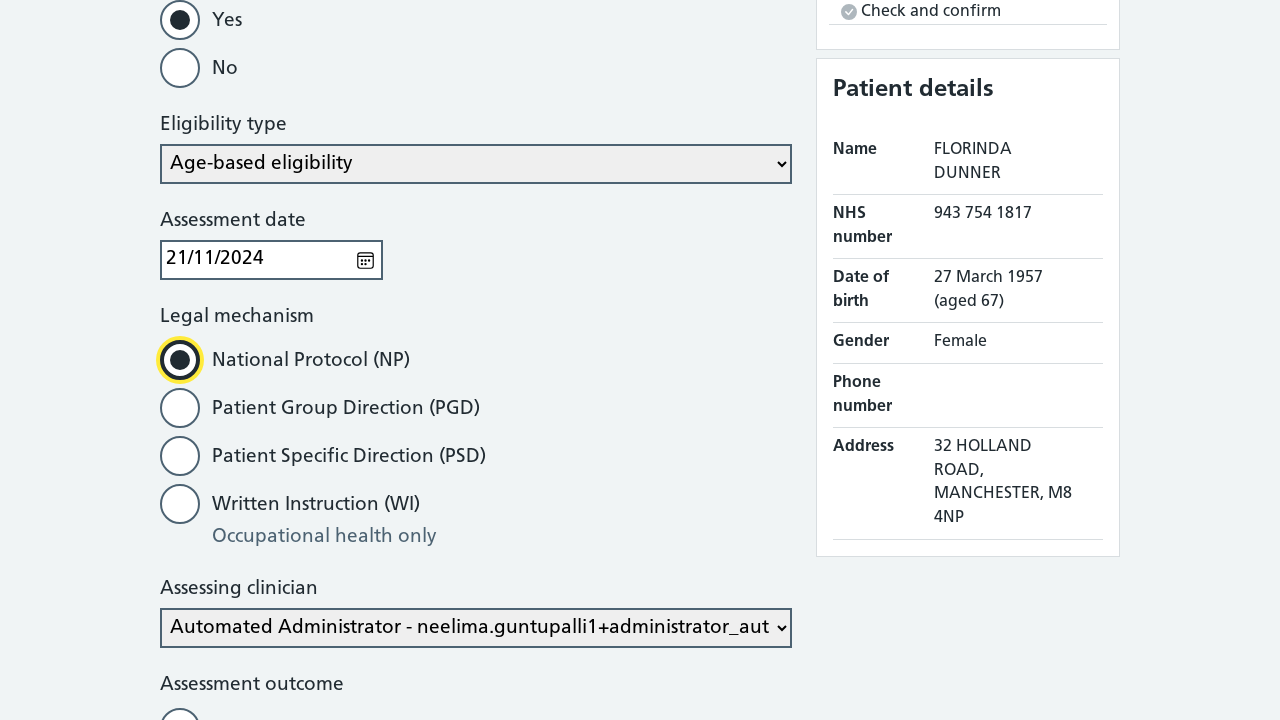 Yes
No
Eligibility type
Age-based eligibility
Assessment date
21/11/2024
Legal mechanism
National Protocol (NP)
Patient Group Direction (PGD)
Patient Specific Direction (PSD)
Written Instruction (WI)
Occupational health only
Assessing clinician
Automated Administrator - neelima.guntupalli1+administrator_aut
Assessment outcome
Check and confirm
Patient details
Name FLORINDA
DUNNER
NHS 943 754 1817
number
Date of 27 March 1957
birth (aged 67)
Gender Female
Phone
number
Address 32 HOLLAND
ROAD,
MANCHESTER, M8
4NP